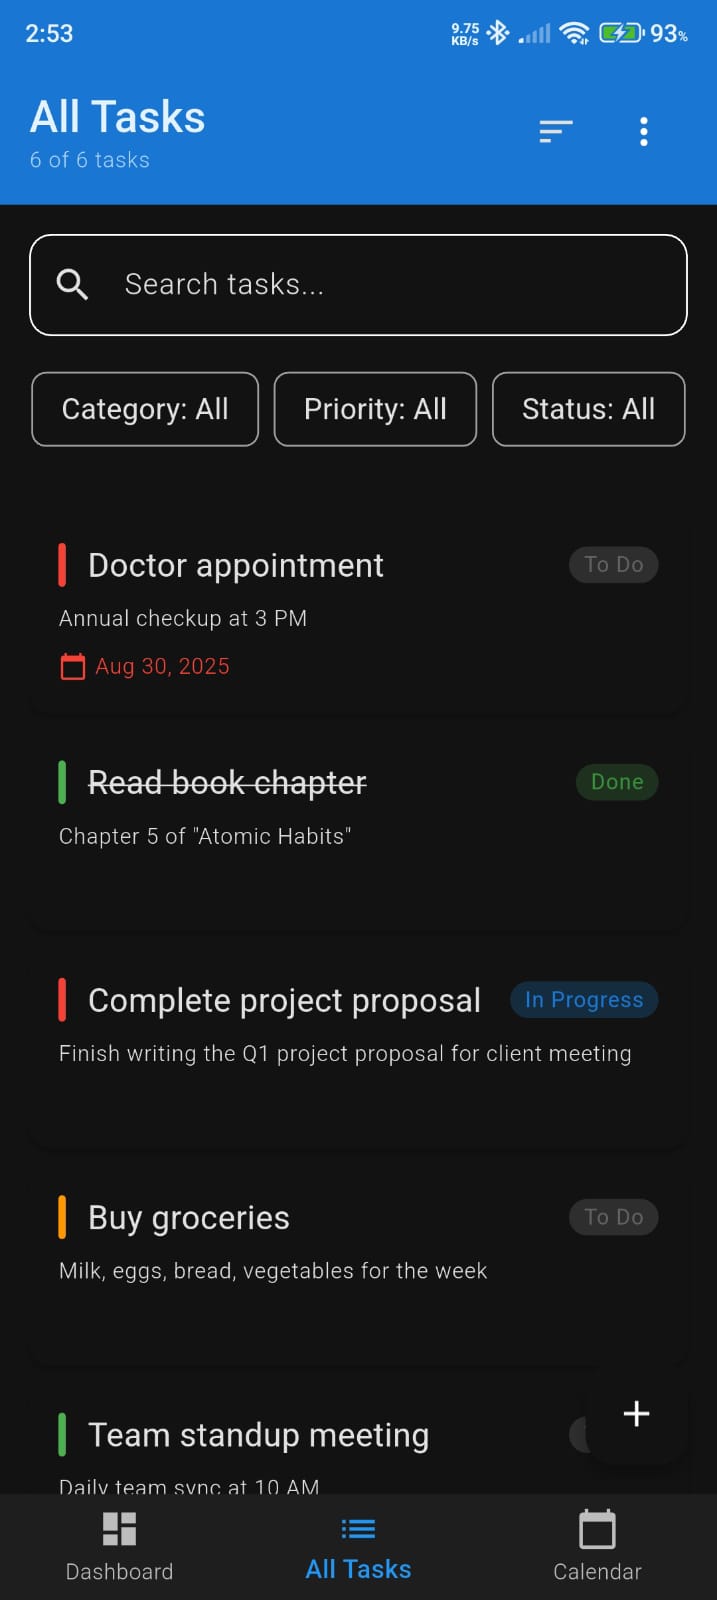 2:53
9.75
KB/s
93%
All Tasks
6 of 6 tasks
Search tasks...
Category: All
Priority: All
Status: All
Doctor appointment
To Do
Annual checkup at 3 PM
Aug 30, 2025
Read book chapter
Done
Chapter 5 of "Atomic Habits"
Complete project proposal
In Progress
Finish writing the Q1 project proposal for client meeting
Buy groceries
To Do
Milk, eggs, bread, vegetables for the week
Team standup meeting
Daily team sync at 10 AM
Dashboard
All Tasks
Calendar